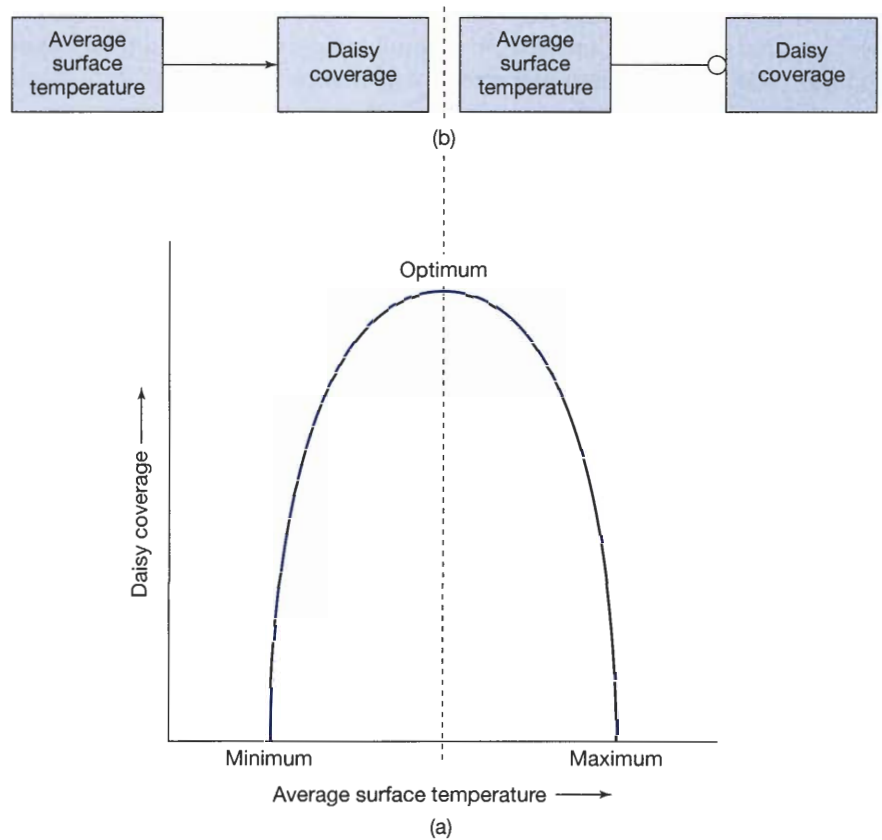 Average
surface
temperature
Daisy
coverage
Average
surface
temperature
Daisy
coverage
(b)
Optimum
Daisy coverage
Minimum
Maximum
Average surface temperature
(a)